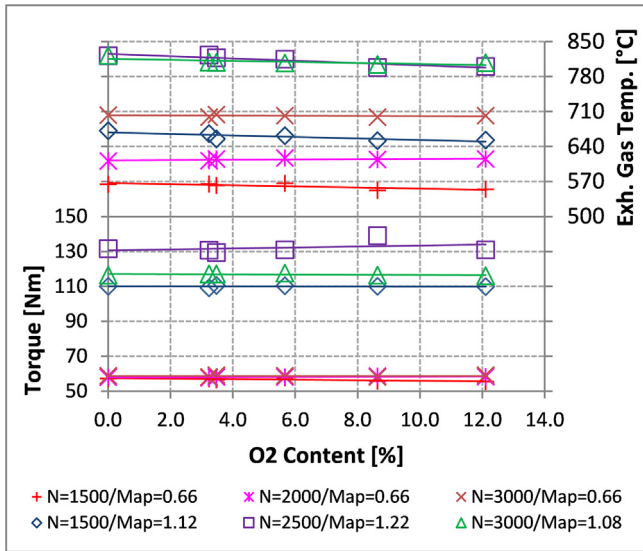 850
780
710
640
570
500
Exh. Gas Temp. [°C]
150
130
110
90
70
50
Torque [Nm]
0.0 2.0 4.0 6.0 8.0 10.0 12.0 14.0
O2 Content [%]
N=1500/Map=0.66 N=2000/Map=0.66 N=3000/Map=0.66
N=1500/Map=1.12 N=2500/Map=1.22 N=3000/Map=1.08